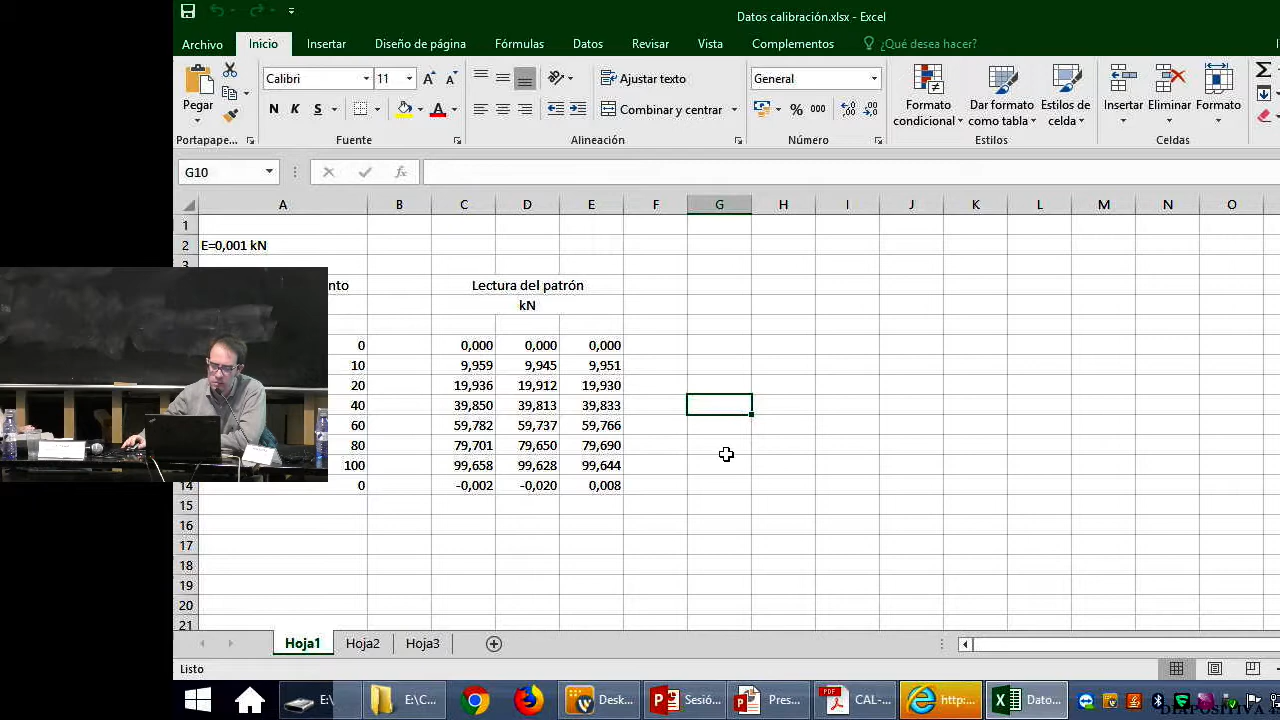 Datos calibración.xlsx - Excel
Archivo Inicio Insertar Diseño de página Fórmulas Datos Revisar Vista Complementos ¿Qué desea hacer?
Calibri 11 Ajustar texto General
Pegar N K S Combinar y centrar % 000 Formato condicional Dar formato como tabla Estilos de celda Insertar Eliminar Formato
Portapape... Fuente Alineación Número Estilos Celdas
G10 fx
A B C D E F G H I J K L M N O
1
2 E=0,001 kN
3
nto Lectura del patrón
kN
0 0,000 0,000 0,000
10 9,959 9,945 9,951
20 19,936 19,912 19,930
40 39,850 39,813 39,833
60 59,782 59,737 59,766
80 79,711 79,650 79,690
100 99,658 99,628 99,644
14 0 -0,002 -0,020 0,008
15
16
17
18
19
20
21
Hoja1 Hoja2 Hoja3
Listo
E:\ E:\C... Desk... Sesió... Pres... CAL-... http:... Dato...